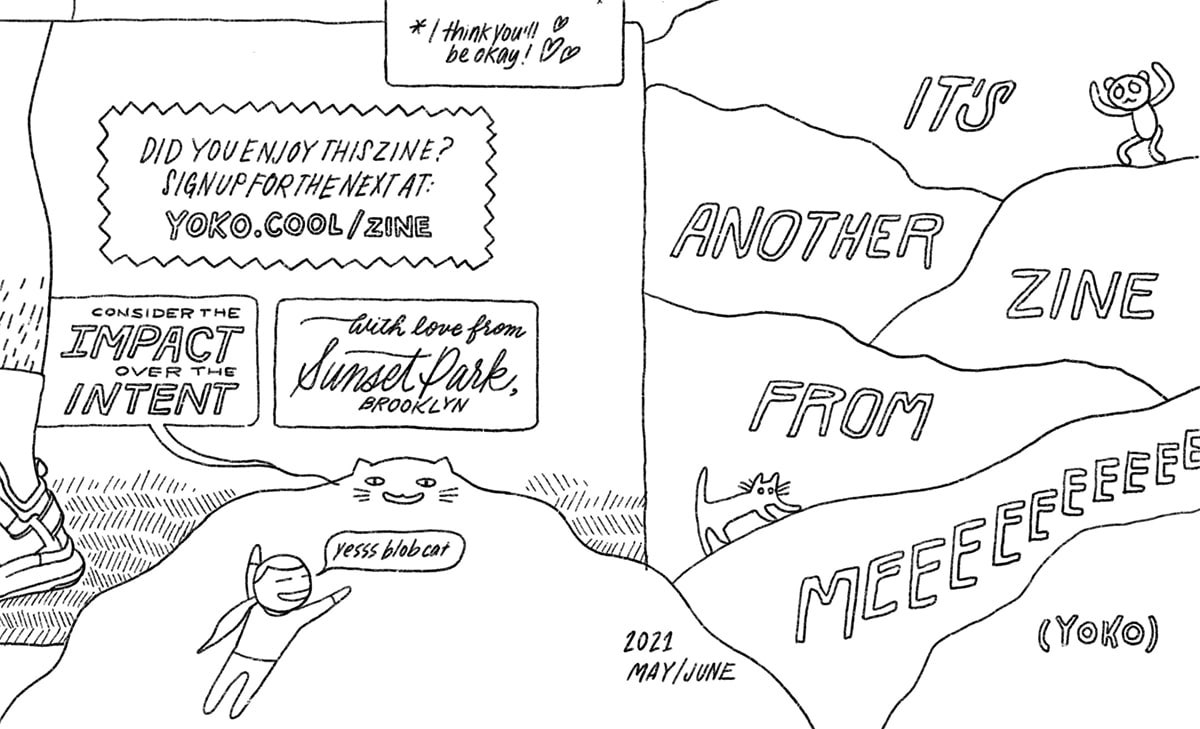 *I think you'll
be okay!
DID YOU ENJOY THIS ZINE?
SIGN UP FOR THE NEXT AT:
YOKO.COOL/ZINE
CONSIDER THE
IMPACT
OVER THE
INTENT
With love from
Sunset Park,
BROOKLYN
yesss blob cat
2021
MAY/JUNE
IT'S
ANOTHER
ZINE
FROM
MEEEEEEEEEEE
(YOKO)